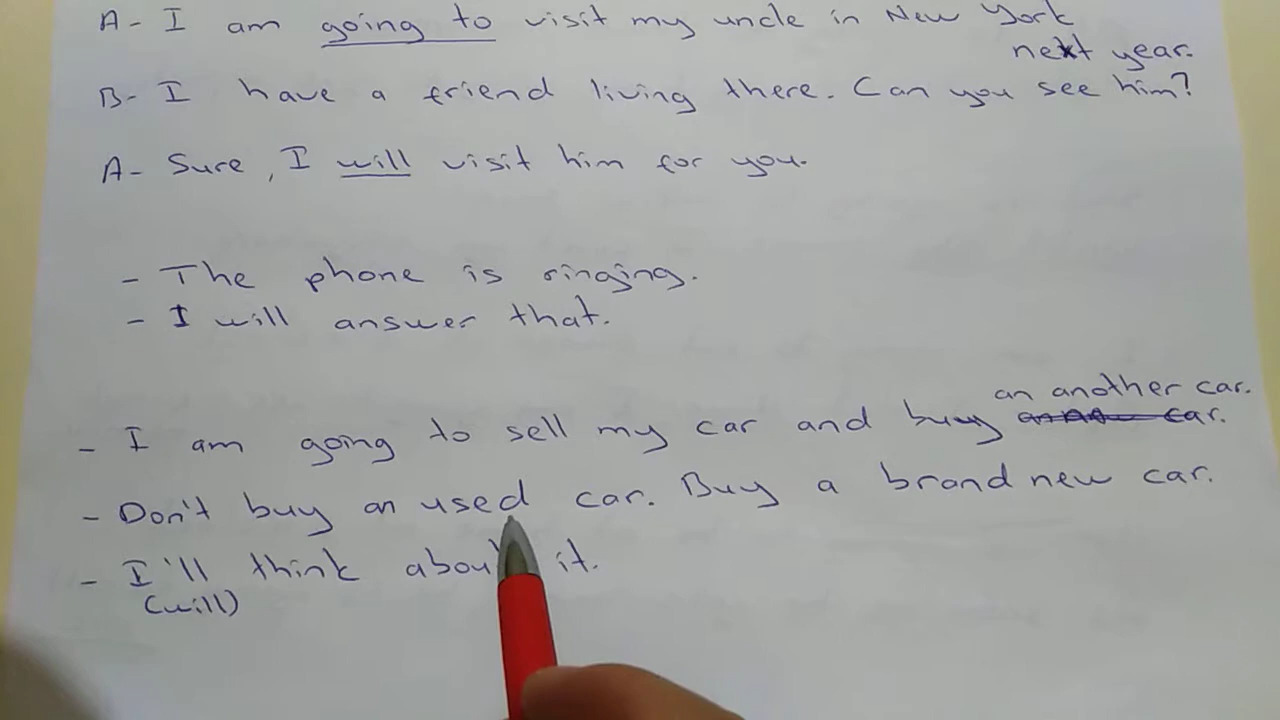 A- I am going to visit my uncle in New York
next year.
B- I have a friend living there. Can you see him?
A- Sure, I will visit him for you.
- The phone is ringing.
- I will answer that.
an another car.
- I am going to sell my car and buy car.
- Don't buy an used car. Buy a brand new car.
- I'll think about it.
(will)